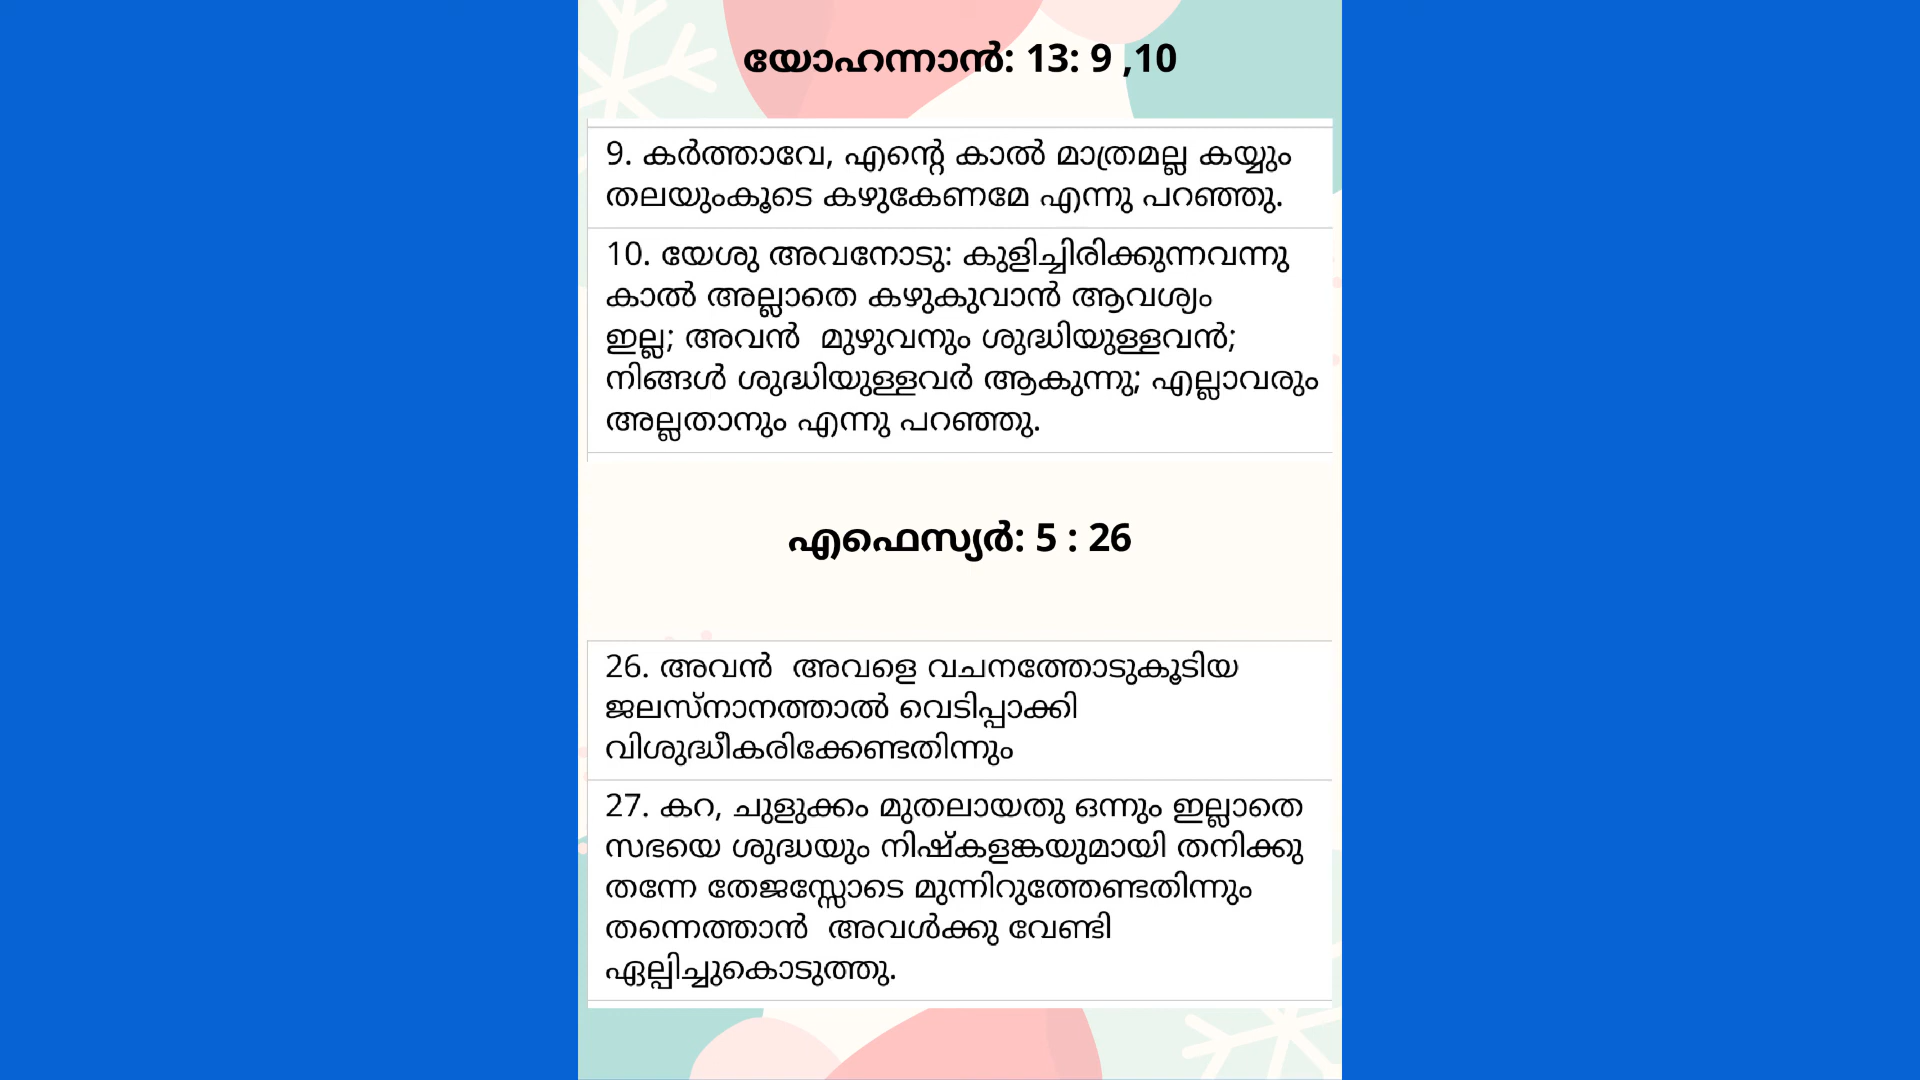 യോഹന്നാൻ: 13: 9 ,10
9. കർത്താവേ, എന്റെ കാൽ മാത്രമല്ല കയ്യും
തലയുംകൂടെ കഴുകേണമേ എന്നു പറഞ്ഞു.
10. യേശു അവനോടു: കുളിച്ചിരിക്കുന്നവന്നു
കാൽ അല്ലാതെ കഴുകുവാൻ ആവശ്യം
ഇല്ല; അവൻ  മുഴുവനും ശുദ്ധിയുള്ളവൻ;
നിങ്ങൾ ശുദ്ധിയുള്ളവർ ആകുന്നു; എല്ലാവരും
അല്ലതാനും എന്നു പറഞ്ഞു.
എഫെസ്യർ: 5 : 26
26. അവൻ  അവളെ വചനത്തോടുകൂടിയ
ജലസ്നാനത്താൽ വെടിപ്പാക്കി
വിശുദ്ധീകരിക്കേണ്ടതിന്നും
27. കറ, ചുളുക്കം മുതലായതു ഒന്നും ഇല്ലാതെ
സഭയെ ശുദ്ധയും നിഷ്കളങ്കയുമായി തനിക്കു
തന്നേ തേജസ്സോടെ മുന്നിറുത്തേണ്ടതിന്നും
തന്നെത്താൻ  അവൾക്കു വേണ്ടി
ഏല്പിച്ചുകൊടുത്തു.